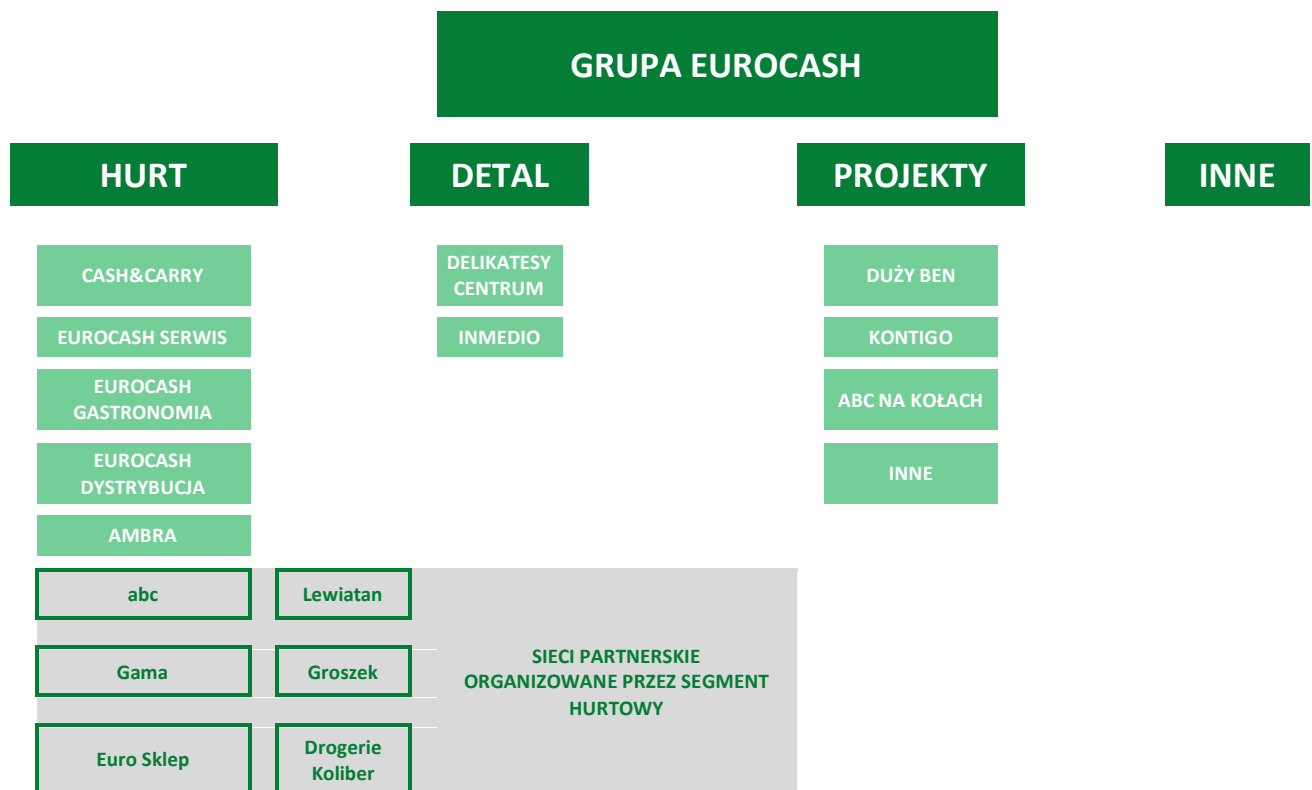 GRUPA EUROCASH
HURT
DETAL
PROJEKTY
INNE
CASH&CARRY
DELIKATESY
CENTRUM
DUŻY BEN
EUROCASH SERWIS
INMEDIO
KONTIGO
EUROCASH
GASTRONOMIA
ABC NA KOŁACH
EUROCASH
DYSTRYBUCJA
INNE
AMBRA
abc
Lewiatan
Gama
Groszek
SIECI PARTNERSKIE
ORGANIZOWANE PRZEZ SEGMENT
HURTOWY
Euro Sklep
Drogerie
Koliber